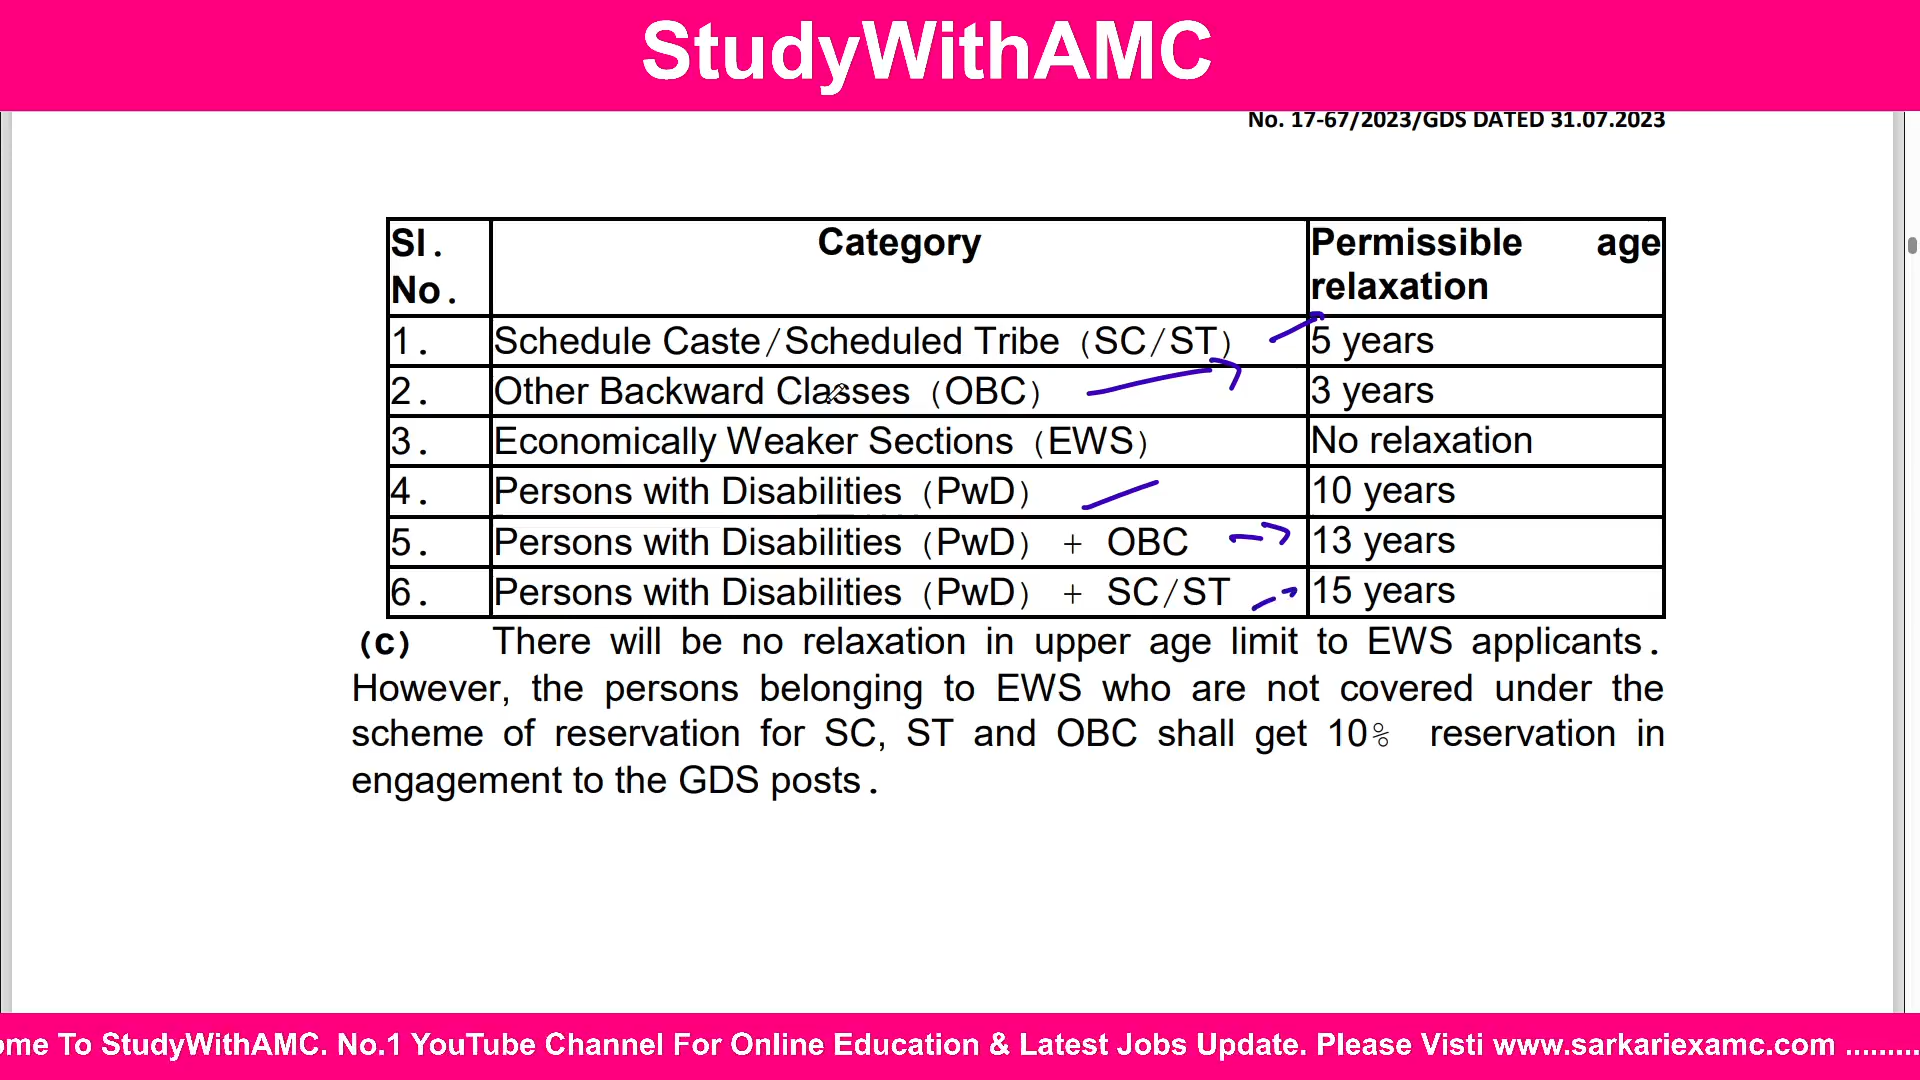 StudyWithAMC
No. 17-67/2023/GDS DATED 31.07.2023
Sl. No. Category Permissible age relaxation
1. Schedule Caste/Scheduled Tribe (SC/ST) 5 years
2. Other Backward Classes (OBC) 3 years
3. Economically Weaker Sections (EWS) No relaxation
4. Persons with Disabilities (PwD) 10 years
5. Persons with Disabilities (PwD) + OBC 13 years
6. Persons with Disabilities (PwD) + SC/ST 15 years
(c) There will be no relaxation in upper age limit to EWS applicants.
However, the persons belonging to EWS who are not covered under the
scheme of reservation for SC, ST and OBC shall get 10% reservation in
engagement to the GDS posts.
ome To StudyWithAMC. No.1 YouTube Channel For Online Education & Latest Jobs Update. Please Visti www.sarkariexamc.com .........